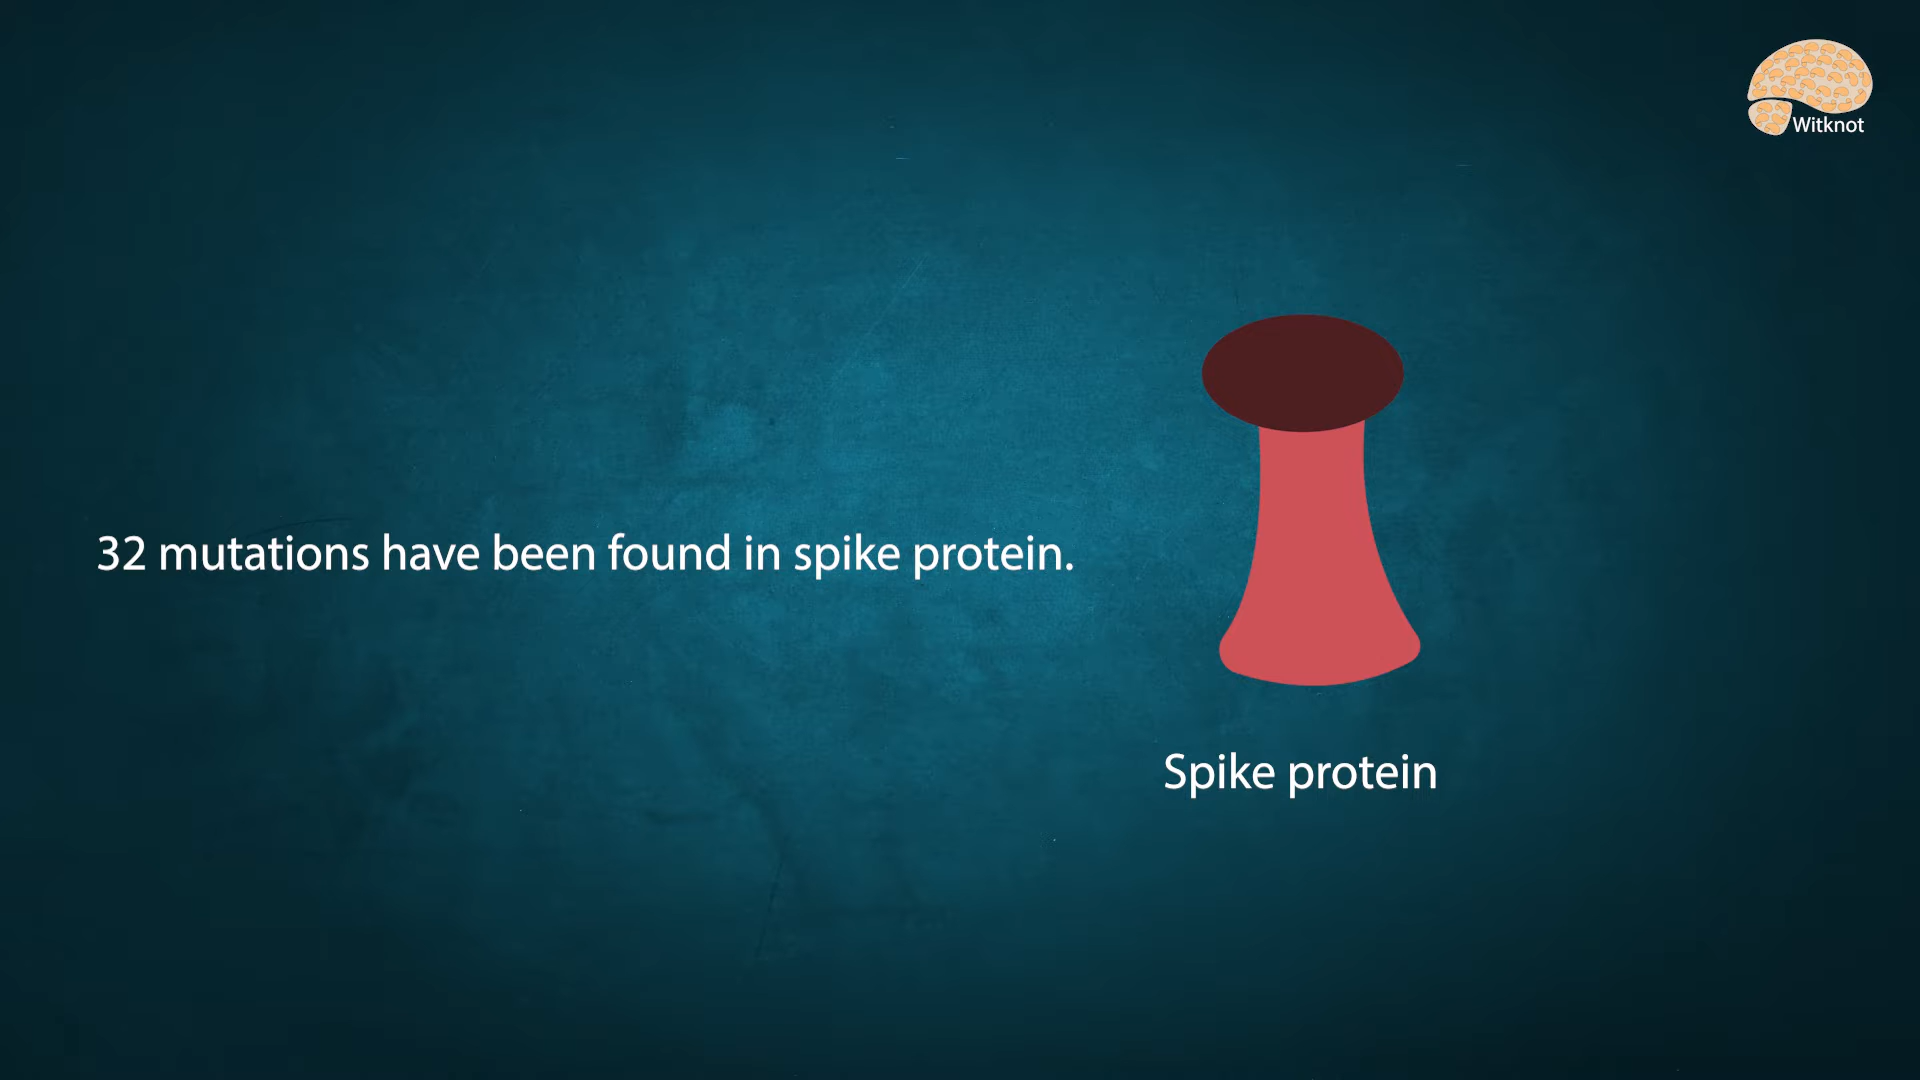 Witknot
32 mutations have been found in spike protein.
Spike protein